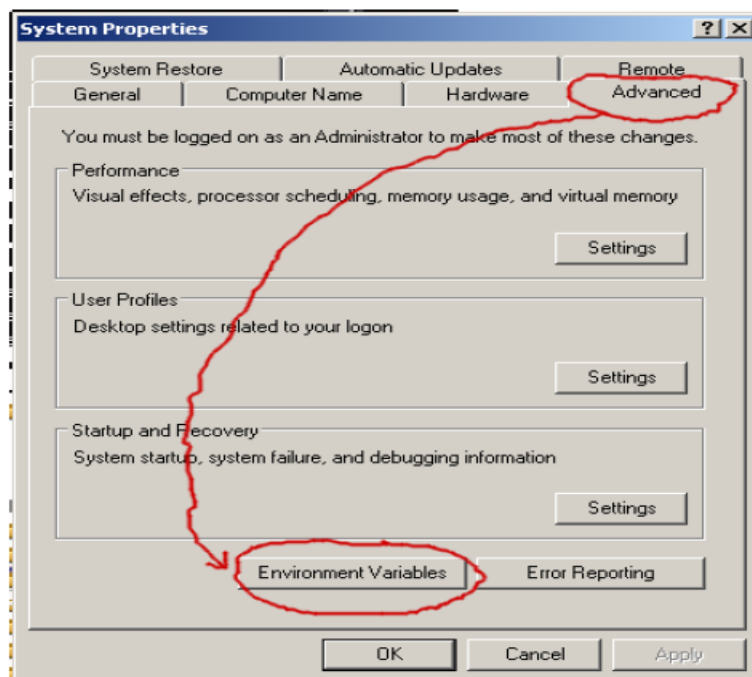 System Properties
System Restore Automatic Updates Remote
General Computer Name Hardware Advanced
You must be logged on as an Administrator to make most of these changes.
Performance
Visual effects, processor scheduling, memory usage, and virtual memory
Settings
User Profiles
Desktop settings related to your logon
Settings
Startup and Recovery
System startup, system failure, and debugging information
Settings
Environment Variables Error Reporting
OK Cancel Apply